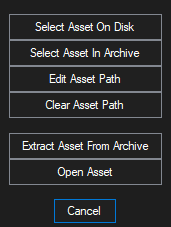 Select Asset On Disk
Select Asset In Archive
Edit Asset Path
Clear Asset Path
Extract Asset From Archive
Open Asset
Cancel